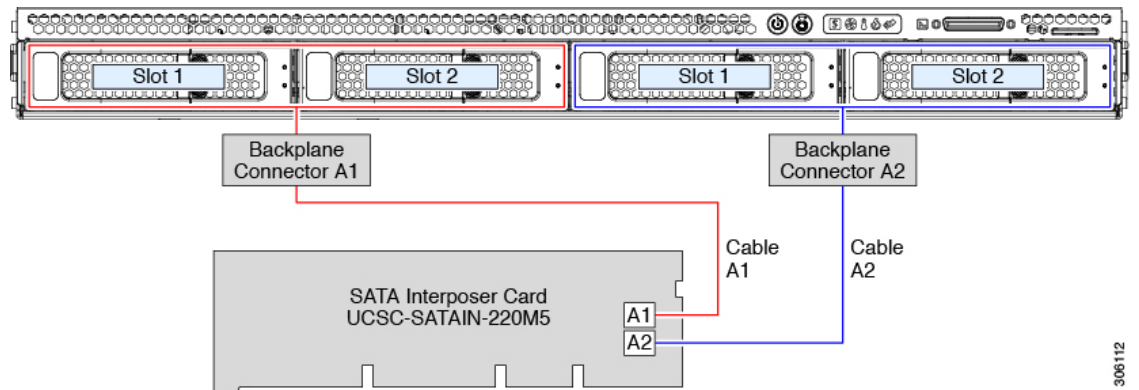 Slot 1
Slot 2
Slot 1
Slot 2
Backplane
Connector A1
Backplane
Connector A2
Cable
A1
Cable
A2
SATA Interposer Card
UCSC-SATAIN-220M5
A1
A2
306112